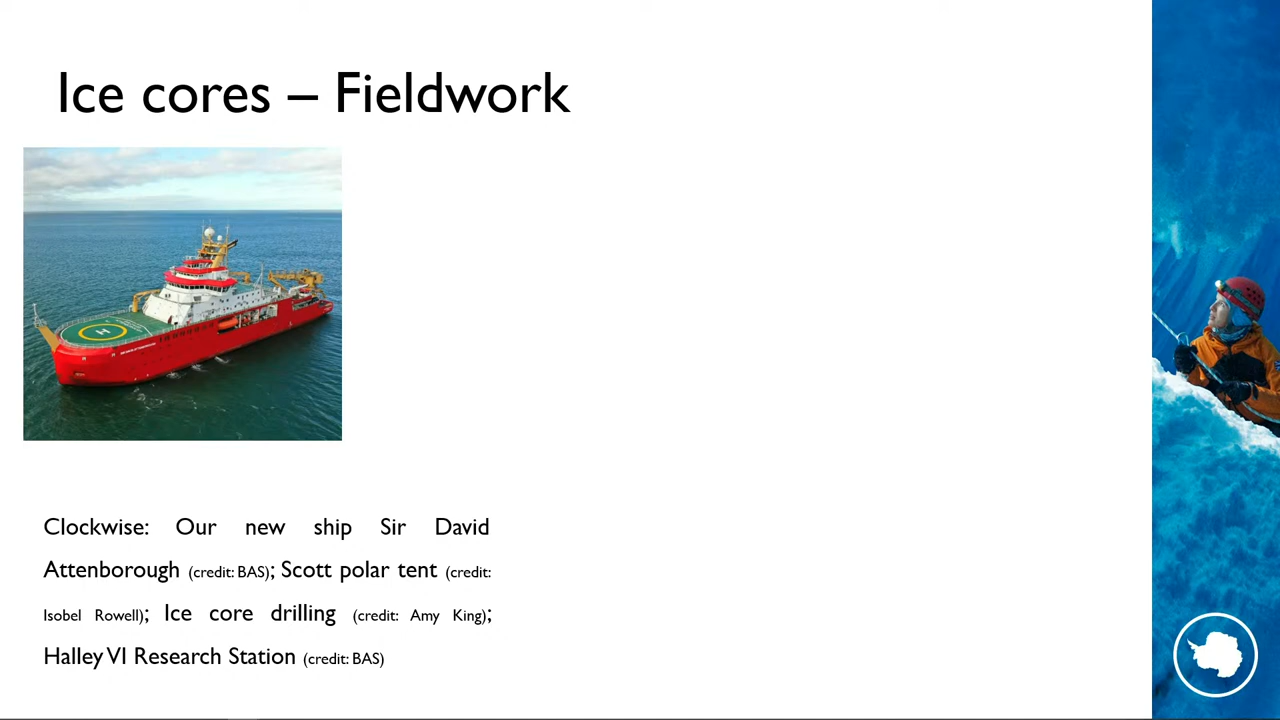 Ice cores – Fieldwork
Clockwise: Our new ship Sir David
Attenborough (credit: BAS); Scott polar tent (credit:
Isobel Rowell); Ice core drilling (credit: Amy King);
Halley VI Research Station (credit: BAS)